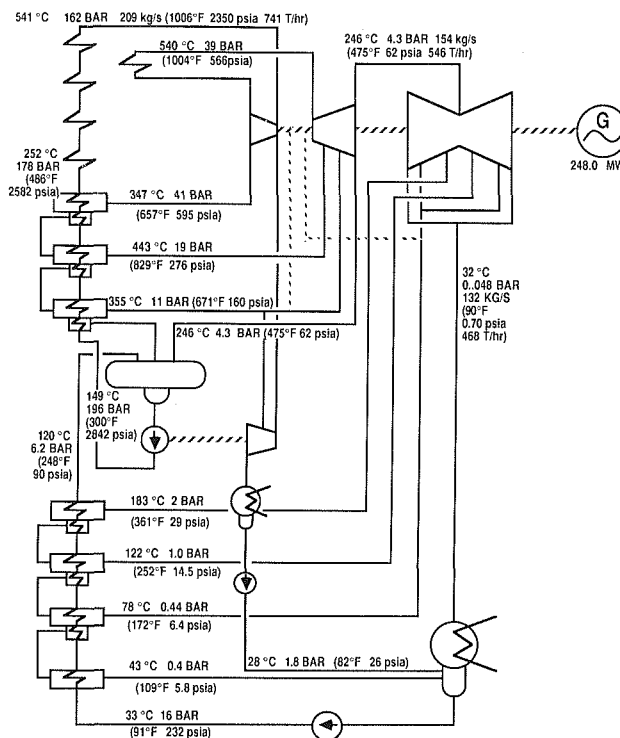 541 °C 162 BAR 209 kg/s (1006°F 2350 psia 741 T/hr)
540 °C 39 BAR
(1004°F 566psia)
246 °C 4.3 BAR 154 kg/s
(475°F 62 psia 546 T/hr)
G
248.0 MW
252 °C
178 BAR
(486°F
2582 psia)
347 °C 41 BAR
(657°F 595 psia)
443 °C 19 BAR
(829°F 276 psia)
355 °C 11 BAR (671°F 160 psia)
246 °C 4.3 BAR (475°F 62 psia)
32 °C
0..048 BAR
132 KG/S
(90°F
0.70 psia
468 T/hr)
149 °C
196 BAR
(300°F
2842 psia)
120 °C
6.2 BAR
(248°F
90 psia)
183 °C 2 BAR
(361°F 29 psia)
122 °C 1.0 BAR
(252°F 14.5 psia)
78 °C 0.44 BAR
(172°F 6.4 psia)
43 °C 0.4 BAR
(109°F 5.8 psia)
28 °C 1.8 BAR (82°F 26 psia)
33 °C 16 BAR
(91°F 232 psia)